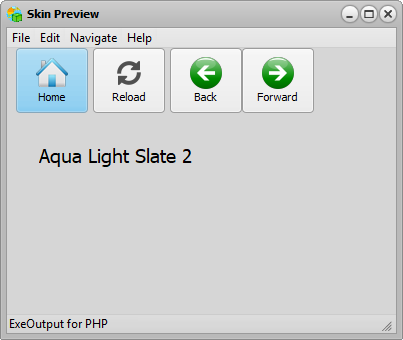 Skin Preview
File Edit Navigate Help
Home Reload Back Forward
Aqua Light Slate 2
ExeOutput for PHP